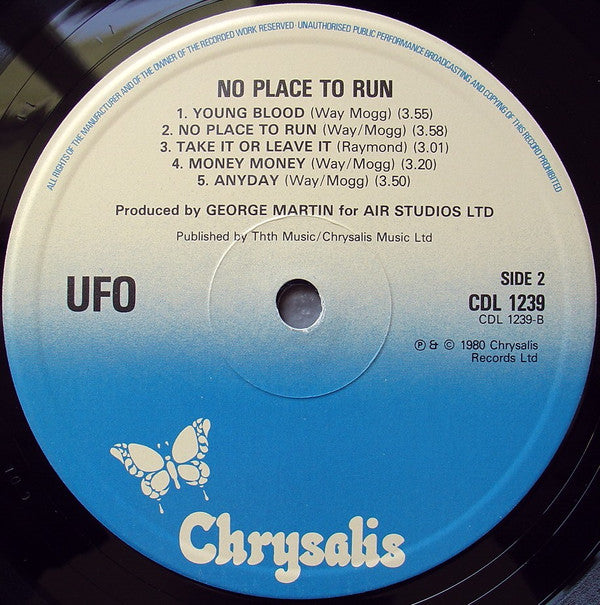 ALL RIGHTS OF THE MANUFACTURER AND OF THE OWNER OF THE RECORDED WORK RESERVED · UNAUTHORISED PUBLIC PERFORMANCE BROADCASTING AND COPYING OF THIS RECORD PROHIBITED
NO PLACE TO RUN
1. YOUNG BLOOD (Way Mogg) (3.55)
2. NO PLACE TO RUN (Way/Mogg) (3.58)
3. TAKE IT OR LEAVE IT (Raymond) (3.01)
4. MONEY MONEY (Way/Mogg) (3.20)
5. ANYDAY (Way/Mogg) (3.50)
Produced by GEORGE MARTIN for AIR STUDIOS LTD
Published by Thth Music/Chrysalis Music Ltd
UFO
SIDE 2
CDL 1239
CDL 1239-B
℗ & © 1980 Chrysalis
Records Ltd
Chrysalis